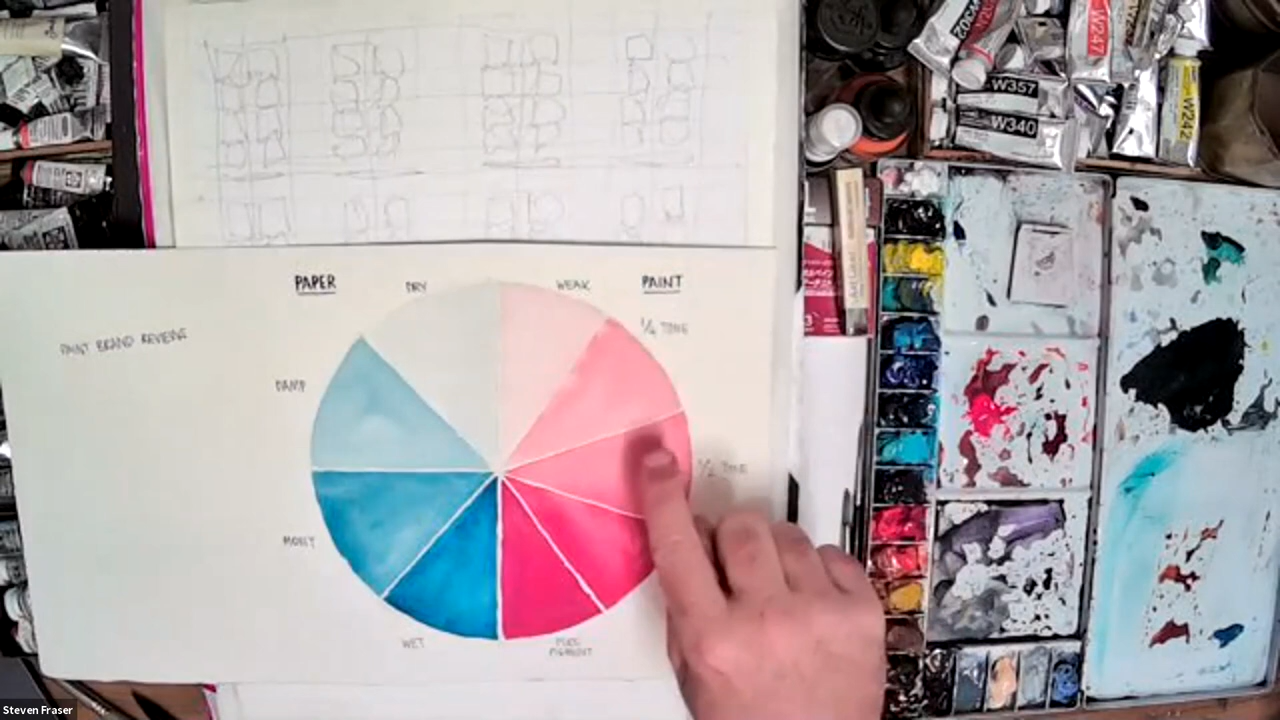 W247
W357
W340
W242
PAPER
DRY
WEAK
PAINT
1/4 TONE
PAINT BRAND REVIEW
DAMP
1/2 TONE
MOIST
WET
PURE
PIGMENT
Steven Fraser